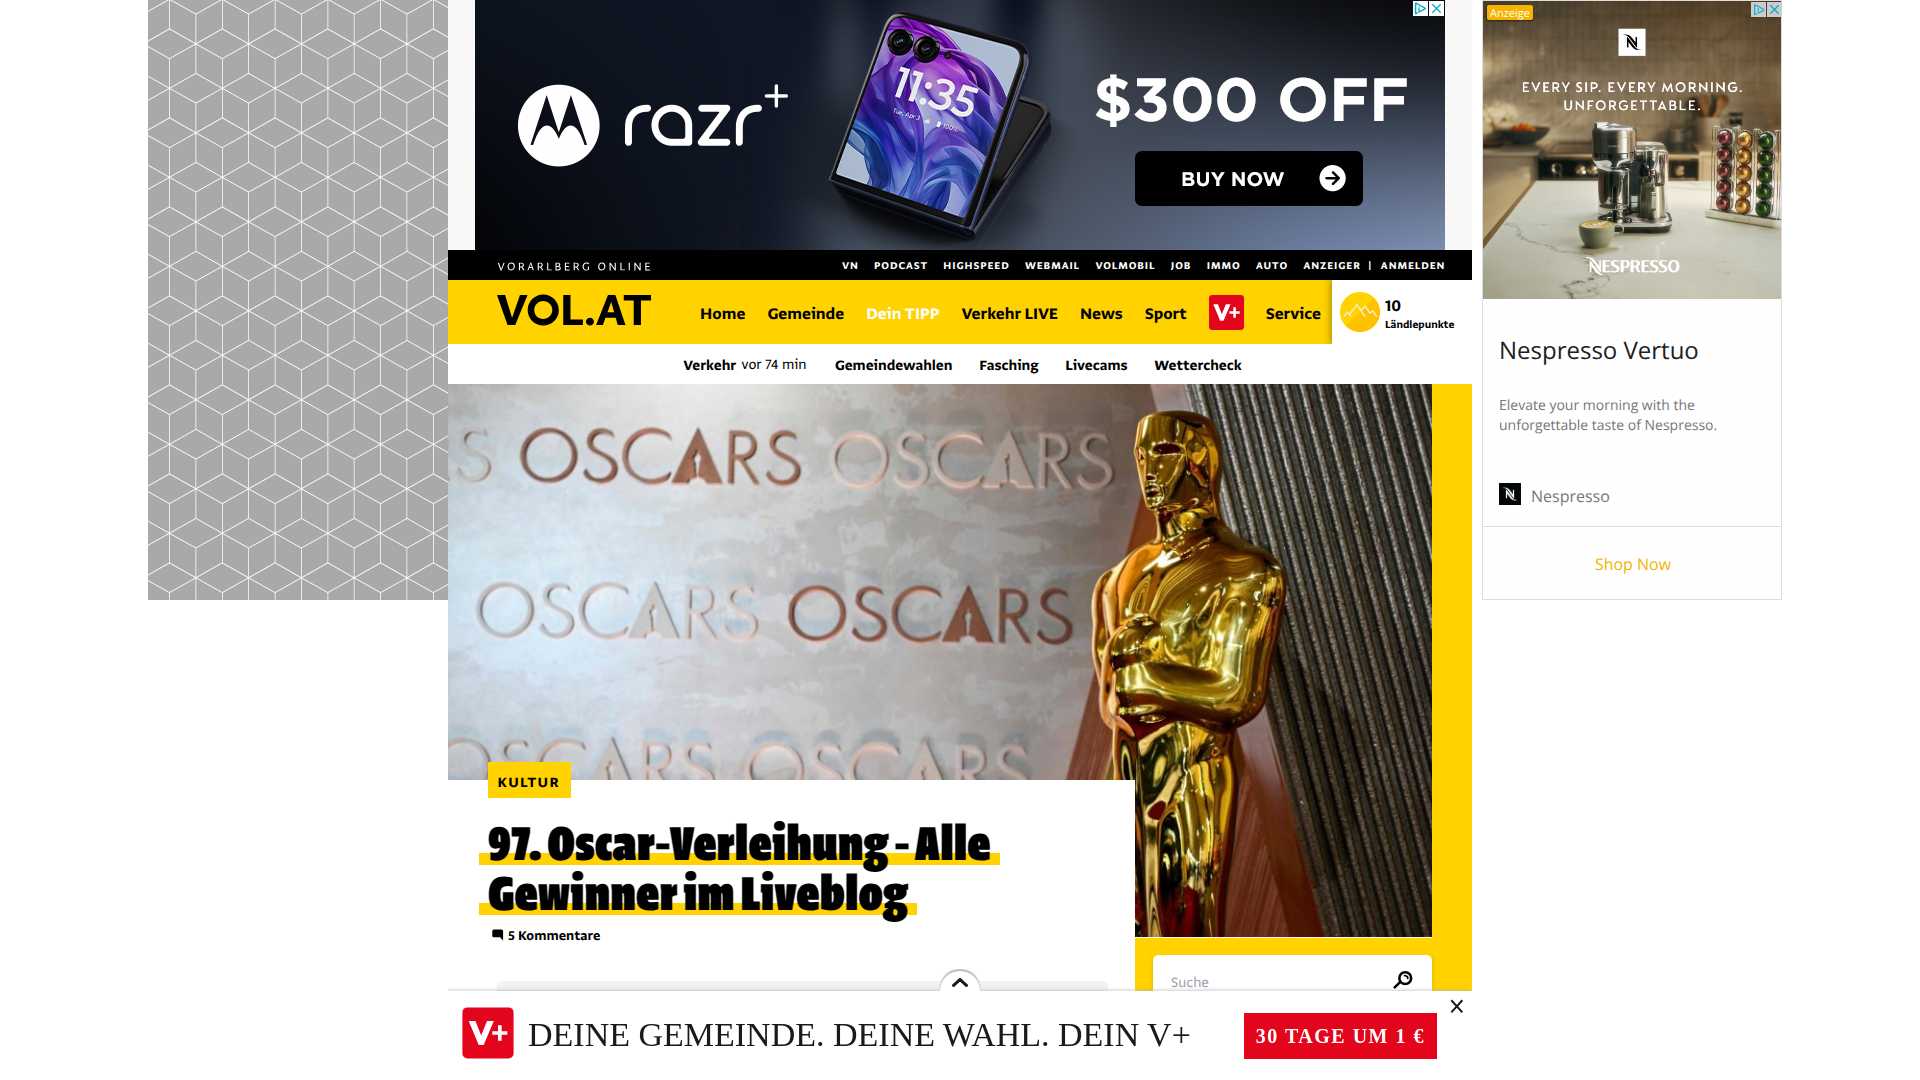 razr+
11:35
$300 OFF
BUY NOW
Anzeige
EVERY SIP. EVERY MORNING.
UNFORGETTABLE.
NESPRESSO
Nespresso Vertuo
Elevate your morning with the
unforgettable taste of Nespresso.
Nespresso
Shop Now
VORARLBERG ONLINE
VN PODCAST HIGHSPEED WEBMAIL VOLMOBIL JOB IMMO AUTO ANZEIGER | ANMELDEN
VOL.AT
Home Gemeinde Dein TIPP Verkehr LIVE News Sport V+ Service
10
Ländlepunkte
Verkehr vor 74 min Gemeindewahlen Fasching Livecams Wettercheck
S OSCARS OSCARS
OSCARS OSCARS
OSCARS OSCARS
KULTUR
97. Oscar-Verleihung - Alle
Gewinner im Liveblog
5 Kommentare
Suche
V+ DEINE GEMEINDE. DEINE WAHL. DEIN V+
30 TAGE UM 1 €